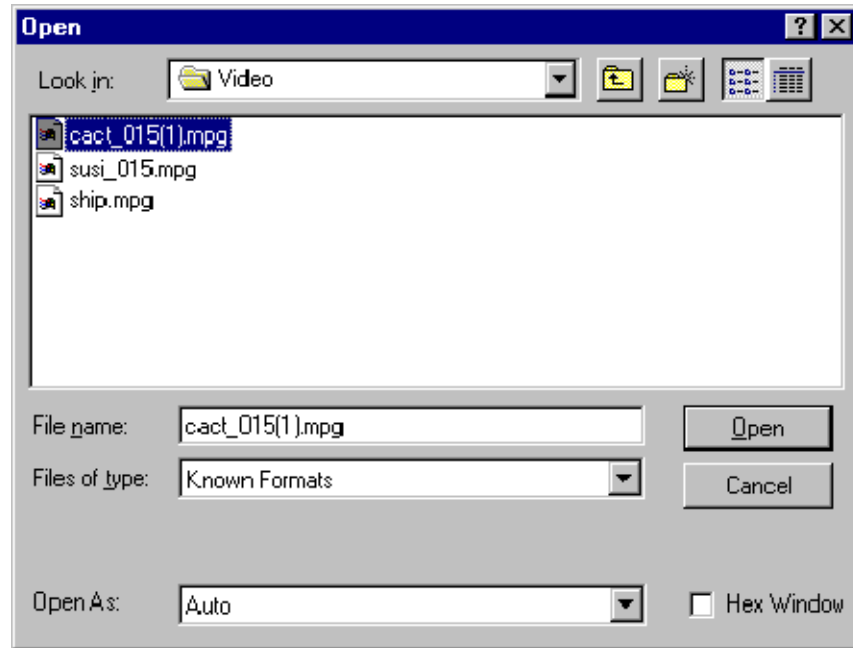 Open
Look in: Video
cact_015(1).mpg
susi_015.mpg
ship.mpg
File name: cact_015(1).mpg Open
Files of type: Known Formats Cancel
Open As: Auto Hex Window